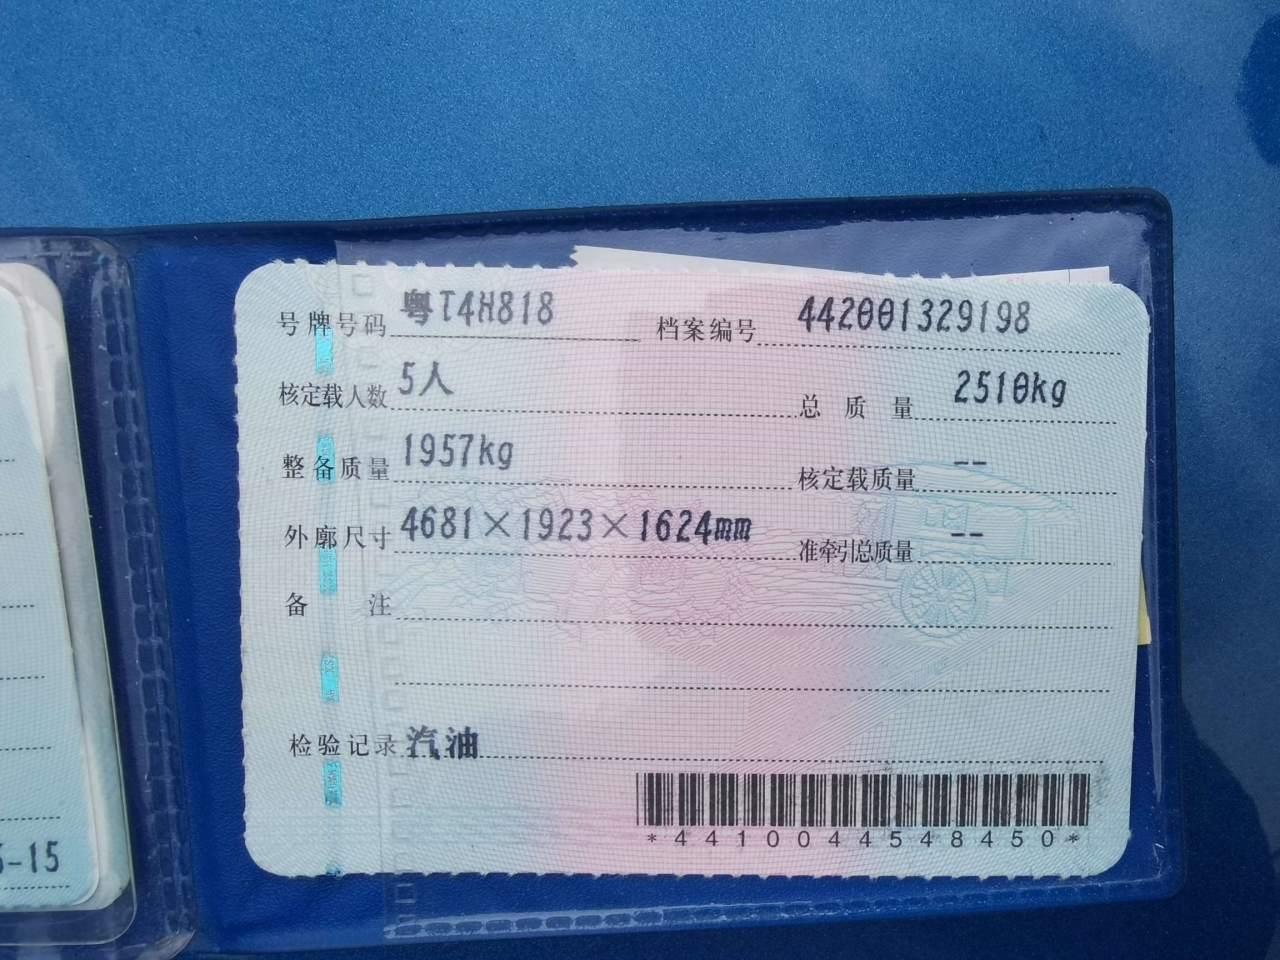 号牌号码 粤T4H818 档案编号 442001329198
核定载人数 5人 总质量 2510kg
整备质量 1957kg 核定载质量 --
外廓尺寸 4681×1923×1624mm 准牵引总质量 --
备注
检验记录 汽油
*4410044548450*
-15